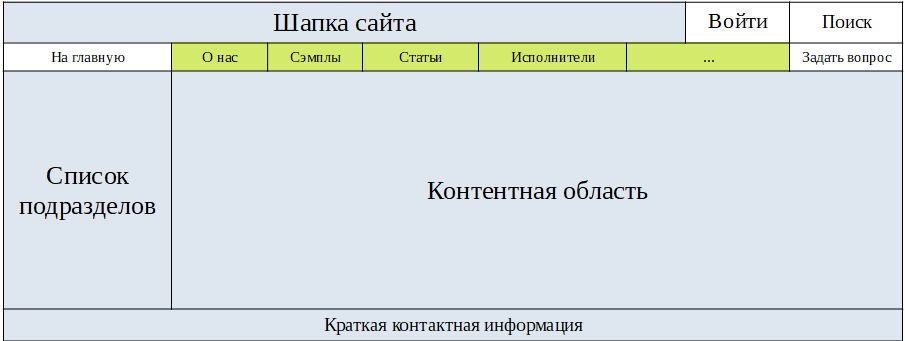 Шапка сайта
Войти
Поиск
На главную
О нас
Сэмплы
Статьи
Исполнители
...
Задать вопрос
Список
подразделов
Контентная область
Краткая контактная информация